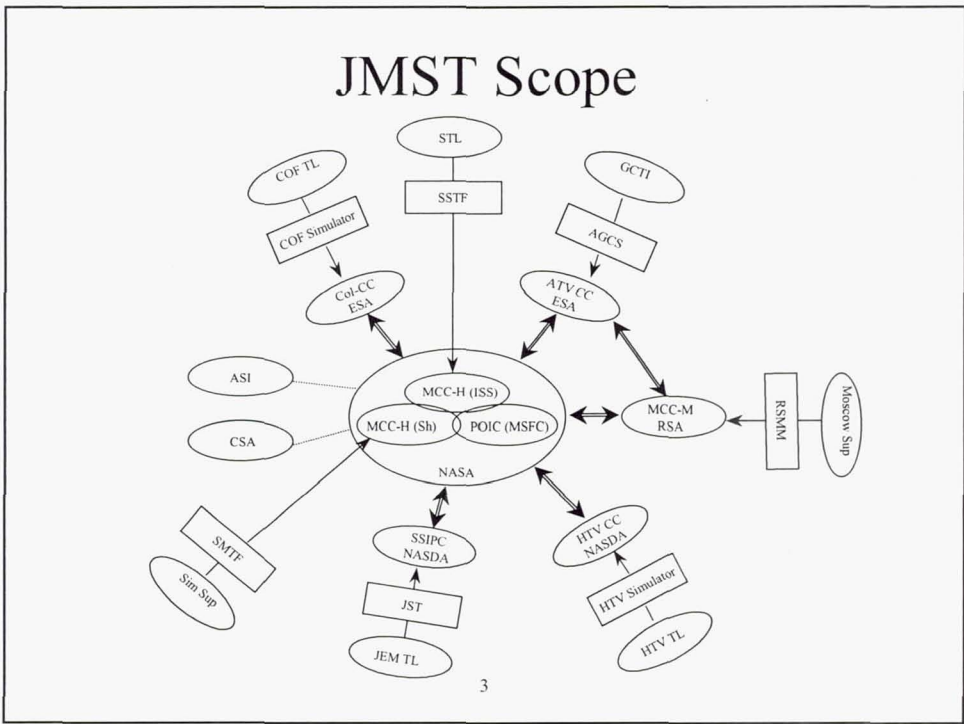 JMST Scope
STL
SSTF
COF TL
COF Simulator
Col-CC
ESA
GCTI
AGCS
ATV CC
ESA
ASI
CSA
MCC-H (ISS)
MCC-H (Sh)
POIC (MSFC)
NASA
MCC-M
RSA
RSMM
Moscow Sup
SMTF
Sim Sup
SSIPC
NASDA
JST
JEM TL
HTV CC
NASDA
HTV Simulator
HTV TL
3